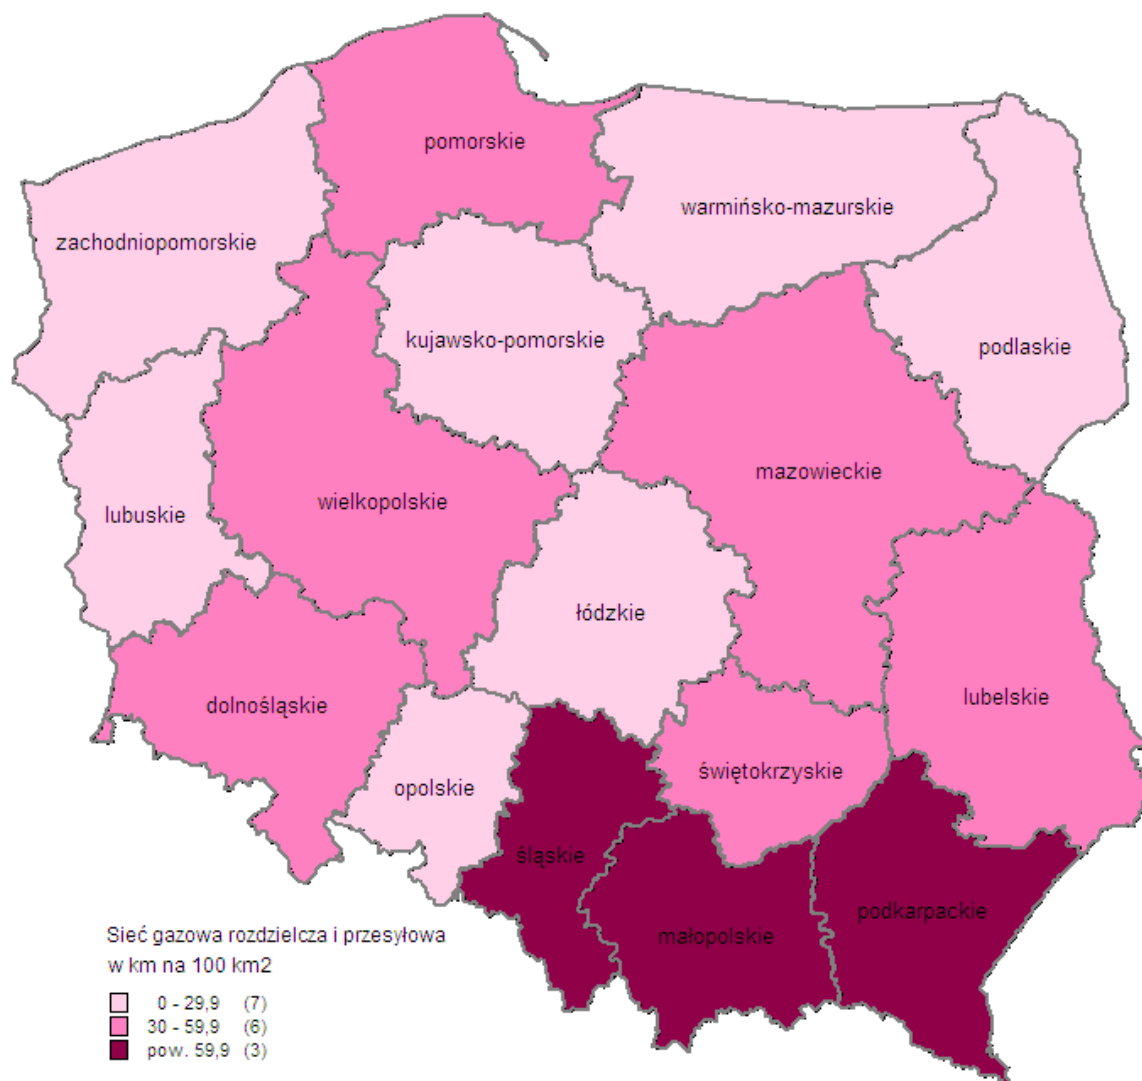 pomorskie
warmińsko-mazurskie
zachodniopomorskie
kujawsko-pomorskie
podlaskie
mazowieckie
wielkopolskie
lubuskie
łódzkie
lubelskie
dolnośląskie
świętokrzyskie
opolskie
śląskie
podkarpackie
małopolskie
Sieć gazowa rozdzielcza i przesyłowa
w km na 100 km2
0 - 29,9 (7)
30 - 59,9 (6)
pow. 59,9 (3)